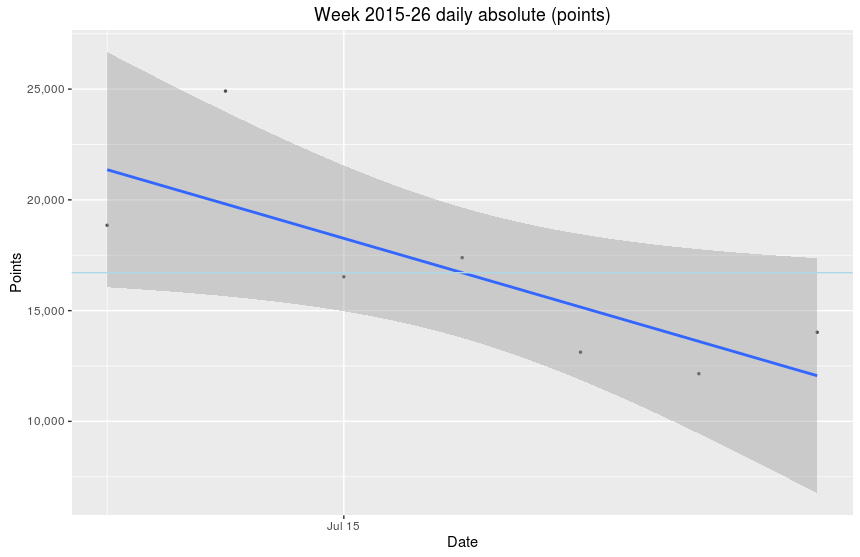 Week 2015-26 daily absolute (points)
25,000
20,000
15,000
10,000
Points
Jul 15
Date